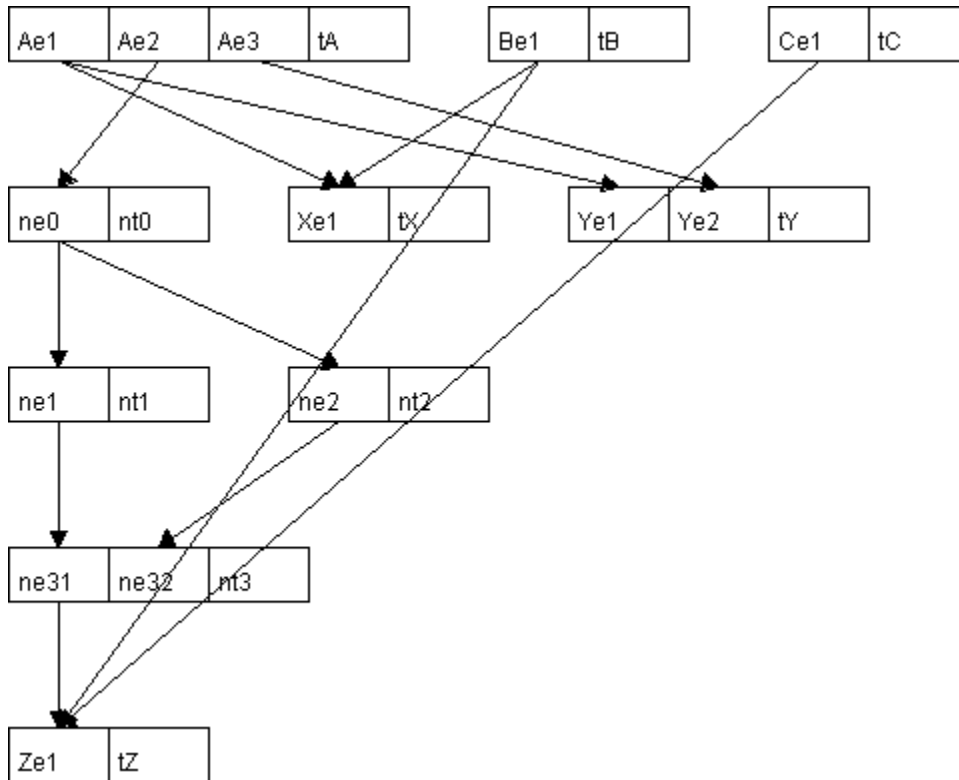 Ae1 Ae2 Ae3 tA Be1 tB Ce1 tC
ne0 nt0 Xe1 tX Ye1 Ye2 tY
ne1 nt1 ne2 nt2
ne31 ne32 nt3
Ze1 tZ